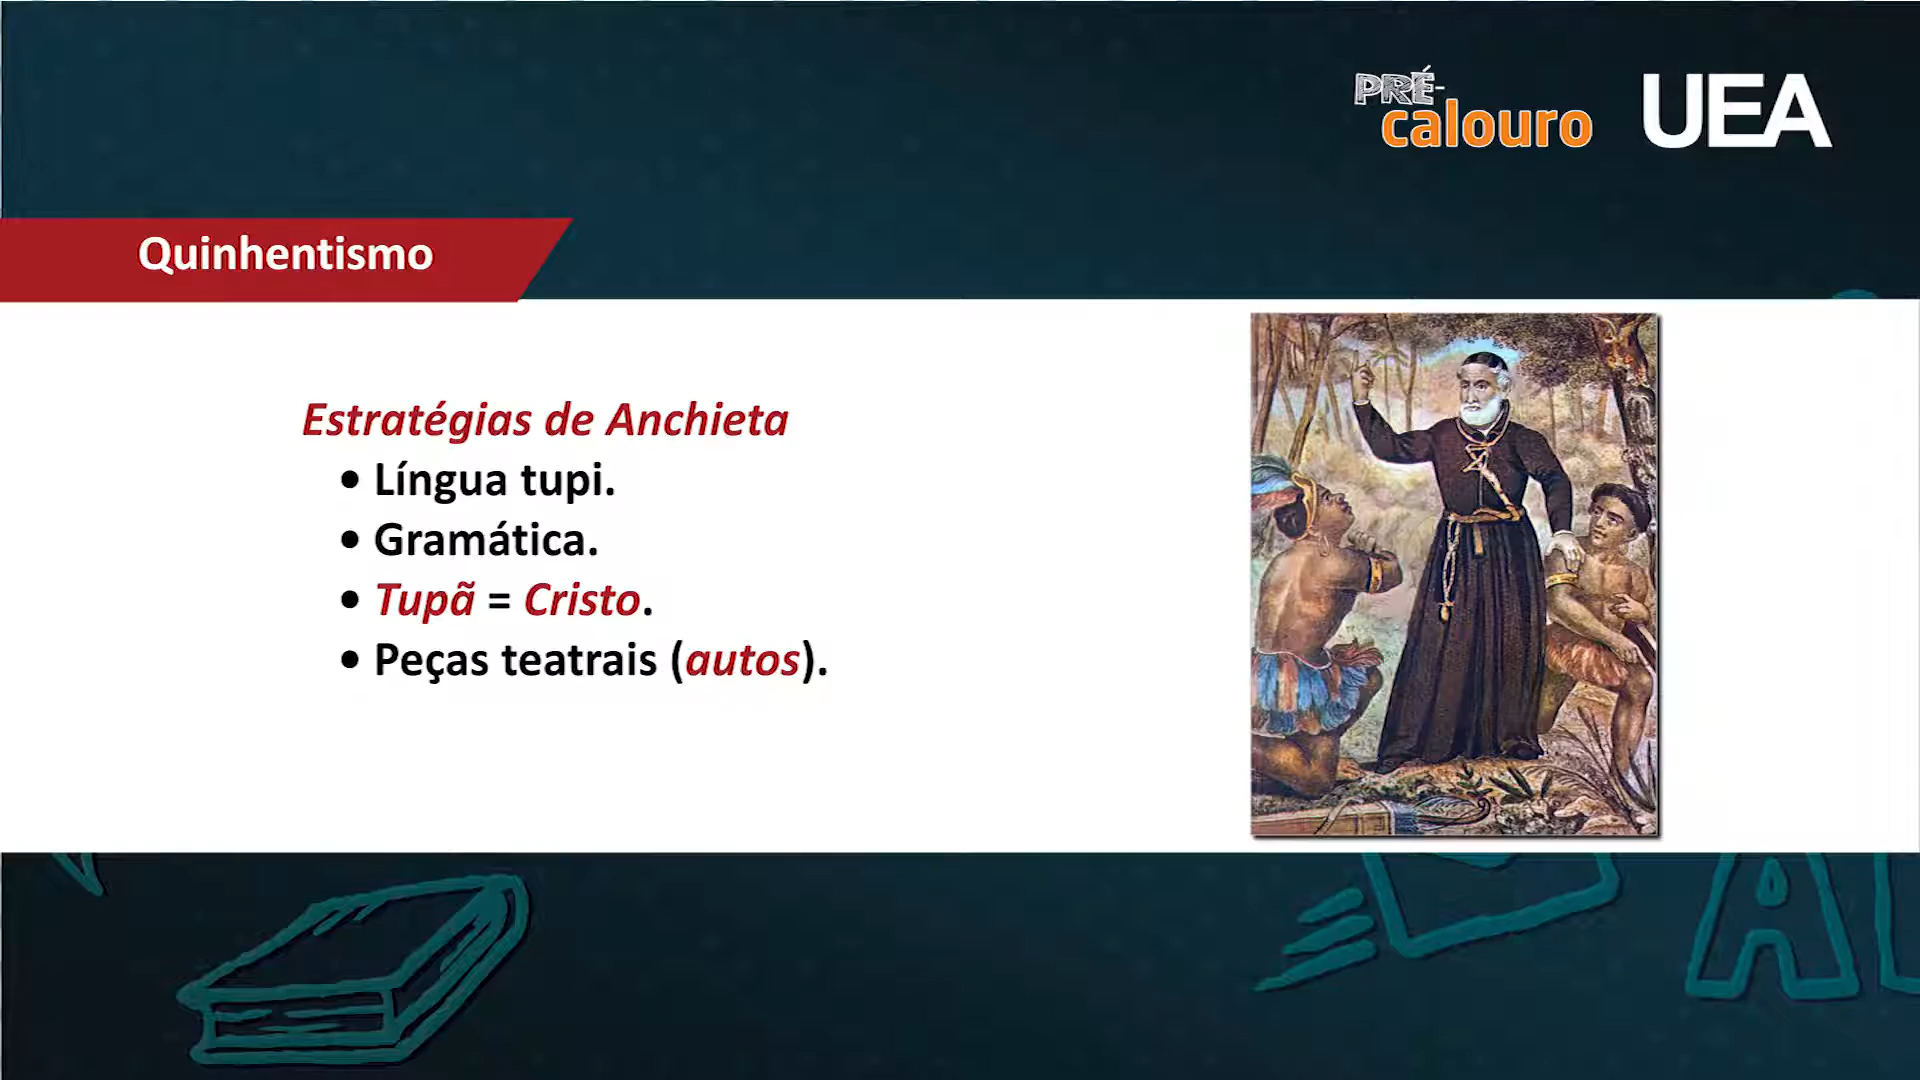 PRÉ-
calouro
UEA
Quinhentismo
Estratégias de Anchieta
• Língua tupi.
• Gramática.
• Tupã = Cristo.
• Peças teatrais (autos).